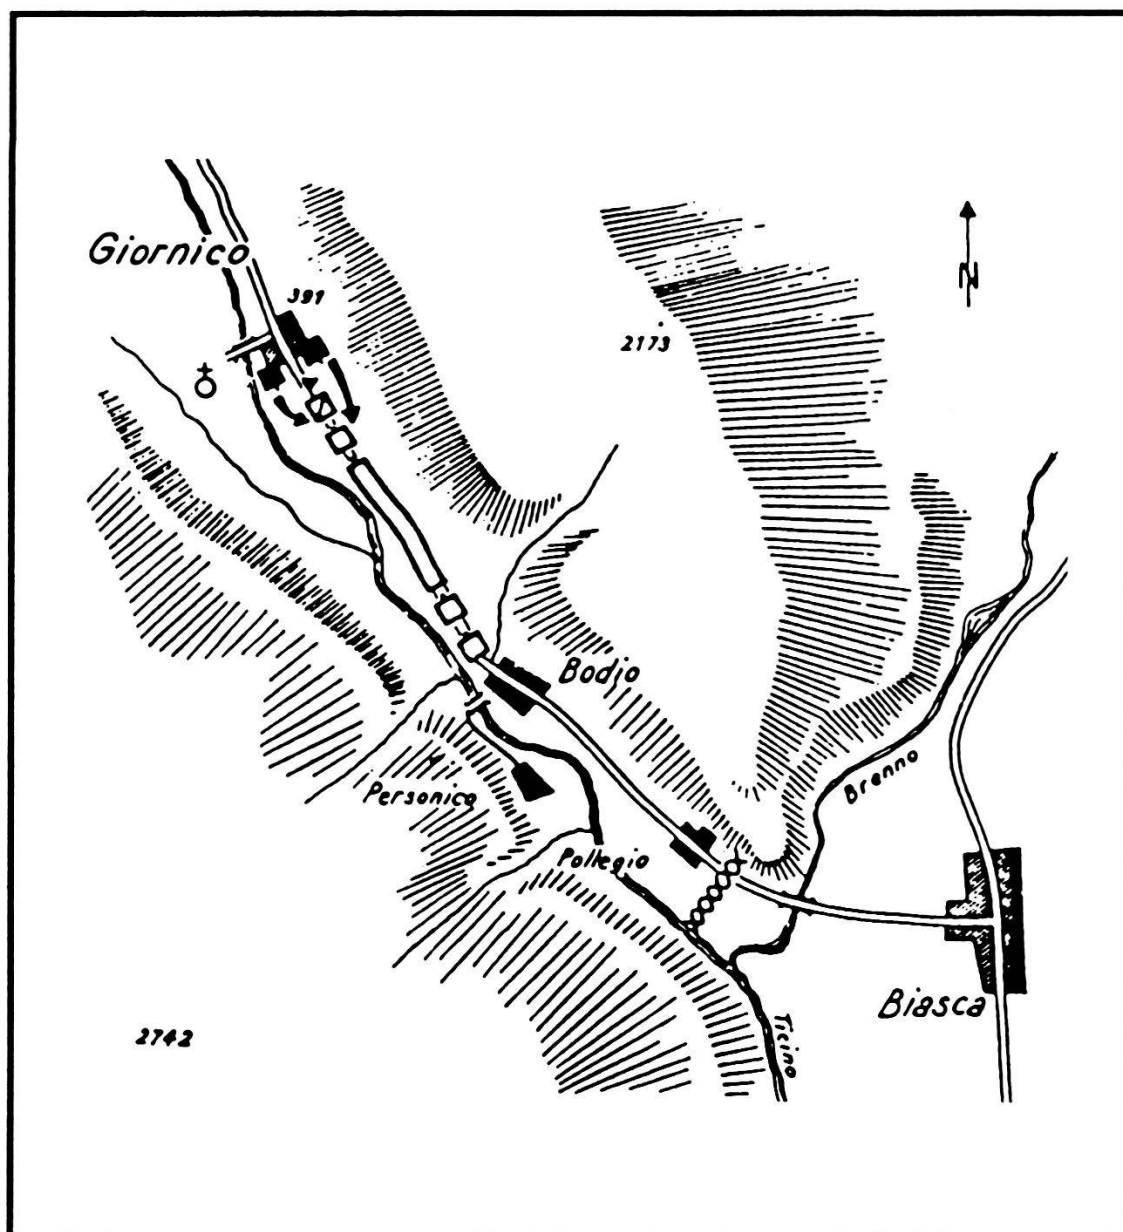 Giornico
391
N
2173
Bodio
Brenno
Personico
Pollegio
Biasca
Ticino
2742